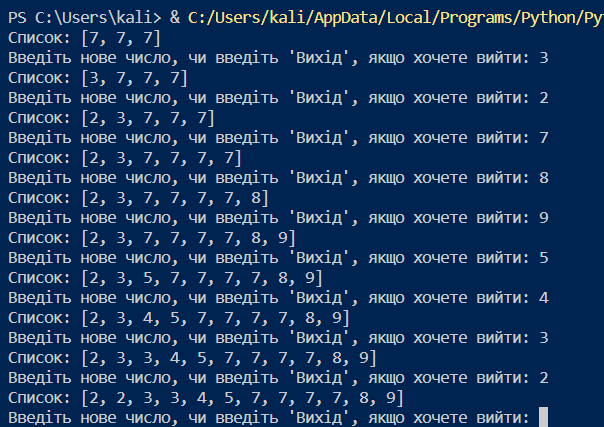 PS C:\Users\kali> & C:/Users/kali/AppData/Local/Programs/Python/Py
Список: [7, 7, 7]
Введіть нове число, чи введіть 'Вихід', якщо хочете вийти: 3
Список: [3, 7, 7, 7]
Введіть нове число, чи введіть 'Вихід', якщо хочете вийти: 2
Список: [2, 3, 7, 7, 7]
Введіть нове число, чи введіть 'Вихід', якщо хочете вийти: 7
Список: [2, 3, 7, 7, 7, 7]
Введіть нове число, чи введіть 'Вихід', якщо хочете вийти: 8
Список: [2, 3, 7, 7, 7, 7, 8]
Введіть нове число, чи введіть 'Вихід', якщо хочете вийти: 9
Список: [2, 3, 7, 7, 7, 7, 8, 9]
Введіть нове число, чи введіть 'Вихід', якщо хочете вийти: 5
Список: [2, 3, 5, 7, 7, 7, 7, 8, 9]
Введіть нове число, чи введіть 'Вихід', якщо хочете вийти: 4
Список: [2, 3, 4, 5, 7, 7, 7, 7, 8, 9]
Введіть нове число, чи введіть 'Вихід', якщо хочете вийти: 3
Список: [2, 3, 3, 4, 5, 7, 7, 7, 7, 8, 9]
Введіть нове число, чи введіть 'Вихід', якщо хочете вийти: 2
Список: [2, 2, 3, 3, 4, 5, 7, 7, 7, 7, 8, 9]
Введіть нове число, чи введіть 'Вихід', якщо хочете вийти: